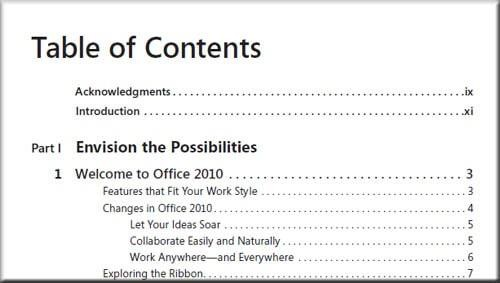 Table of Contents
Acknowledgments . . . . . . . . . . . . . . . . . . . . . . . . . . . . . . . . . . . . . . . . . . . . . . . . . . .ix
Introduction . . . . . . . . . . . . . . . . . . . . . . . . . . . . . . . . . . . . . . . . . . . . . . . . . . . . . . . .xi
Part I Envision the Possibilities
1 Welcome to Office 2010 . . . . . . . . . . . . . . . . . . . . . . . . . . . . . . . . . . 3
Features that Fit Your Work Style . . . . . . . . . . . . . . . . . . . . . . . . . . . . . . . . . . . . 3
Changes in Office 2010 . . . . . . . . . . . . . . . . . . . . . . . . . . . . . . . . . . . . . . . . . . . . 4
Let Your Ideas Soar . . . . . . . . . . . . . . . . . . . . . . . . . . . . . . . . . . . . . . . . . . 5
Collaborate Easily and Naturally . . . . . . . . . . . . . . . . . . . . . . . . . . . . . . . . 5
Work Anywhere—and Everywhere . . . . . . . . . . . . . . . . . . . . . . . . . . . . . 6
Exploring the Ribbon. . . . . . . . . . . . . . . . . . . . . . . . . . . . . . . . . . . . . . . . . . . . . . 7